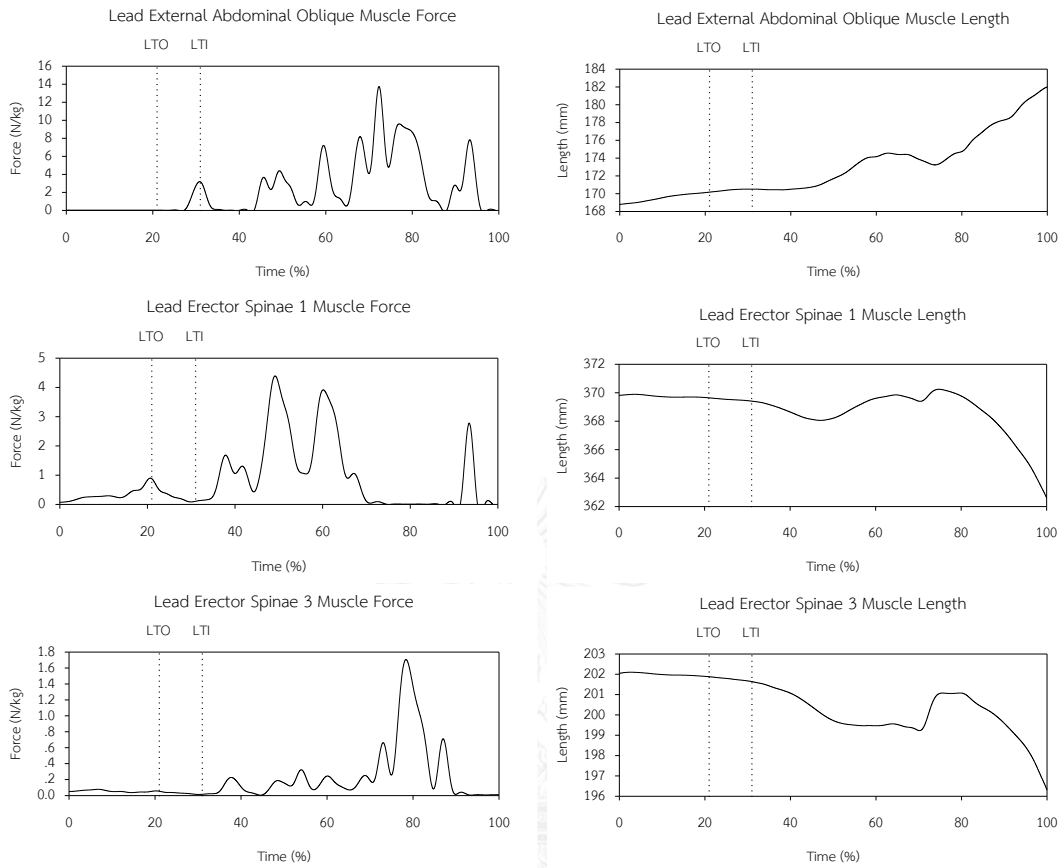 Lead External Abdominal Oblique Muscle Force
LTO LTI
16
14
12
10
8
6
4
2
0
Force (N/kg)
0 20 40 60 80 100
Time (%)
Lead External Abdominal Oblique Muscle Length
LTO LTI
184
182
180
178
176
174
172
170
168
Length (mm)
0 20 40 60 80 100
Time (%)
Lead Erector Spinae 1 Muscle Force
LTO LTI
5
4
3
2
1
0
Force (N/kg)
0 20 40 60 80 100
Time (%)
Lead Erector Spinae 1 Muscle Length
LTO LTI
372
370
368
366
364
362
Length (mm)
0 20 40 60 80 100
Time (%)
Lead Erector Spinae 3 Muscle Force
LTO LTI
1.8
1.6
1.4
1.2
1.0
.8
.6
.4
.2
0.0
Force (N/kg)
0 20 40 60 80 100
Time (%)
Lead Erector Spinae 3 Muscle Length
LTO LTI
203
202
201
200
199
198
197
196
Length (mm)
0 20 40 60 80 100
Time (%)